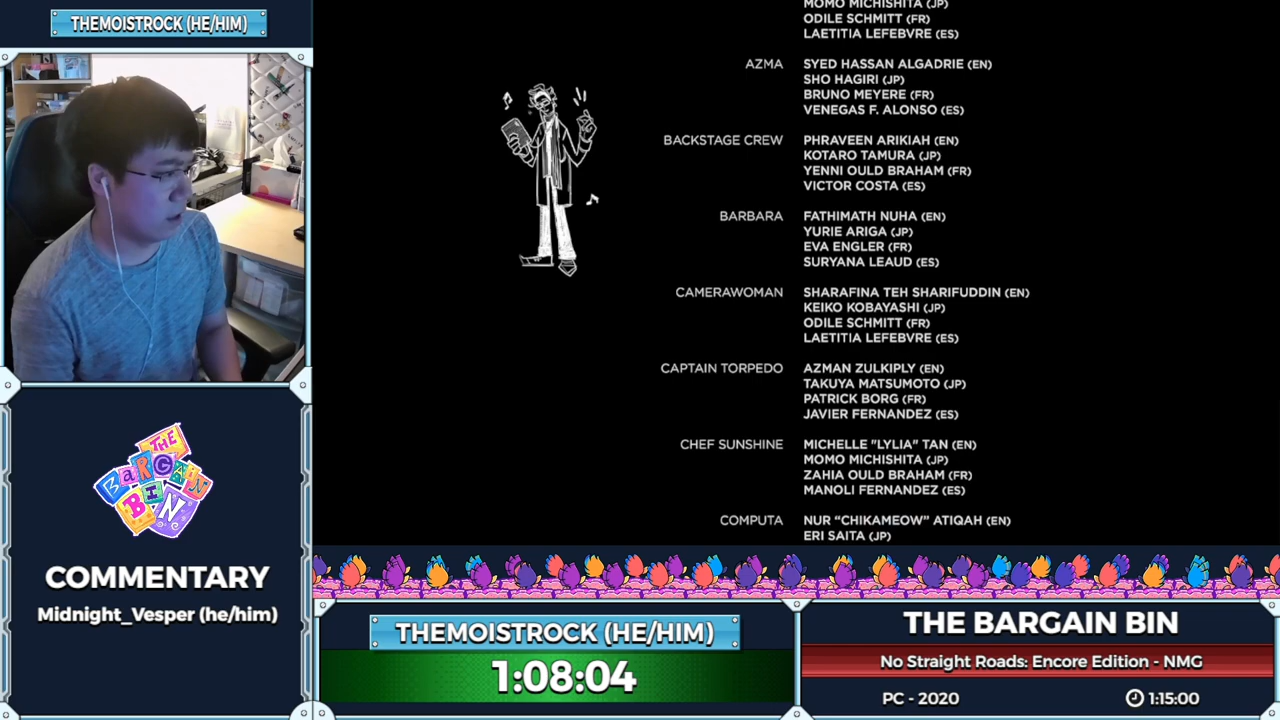 THEMOISTROCK (HE/HIM)
MOMO MICHISHITA (JP)
ODILE SCHMITT (FR)
LAETITIA LEFEBVRE (ES)
AZMA SYED HASSAN ALGADRIE (EN)
SHO HAGIRI (JP)
BRUNO MEYERE (FR)
VENEGAS F. ALONSO (ES)
BACKSTAGE CREW PHRAVEEN ARIKIAH (EN)
KOTARO TAMURA (JP)
YENNI OULD BRAHAM (FR)
VICTOR COSTA (ES)
BARBARA FATHIMATH NUHA (EN)
YURIE ARIGA (JP)
EVA ENGLER (FR)
SURYANA LEAUD (ES)
CAMERAWOMAN SHARAFINA TEH SHARIFUDDIN (EN)
KEIKO KOBAYASHI (JP)
ODILE SCHMITT (FR)
LAETITIA LEFEBVRE (ES)
CAPTAIN TORPEDO AZMAN ZULKIPLY (EN)
TAKUYA MATSUMOTO (JP)
PATRICK BORG (FR)
JAVIER FERNANDEZ (ES)
CHEF SUNSHINE MICHELLE "LYLIA" TAN (EN)
MOMO MICHISHITA (JP)
ZAHIA OULD BRAHAM (FR)
MANOLI FERNANDEZ (ES)
COMPUTA NUR “CHIKAMEOW” ATIQAH (EN)
ERI SAITA (JP)
THE
BARGAIN
BIN
COMMENTARY
Midnight_Vesper (he/him)
THEMOISTROCK (HE/HIM)
1:08:04
THE BARGAIN BIN
No Straight Roads: Encore Edition - NMG
PC - 2020
1:15:00